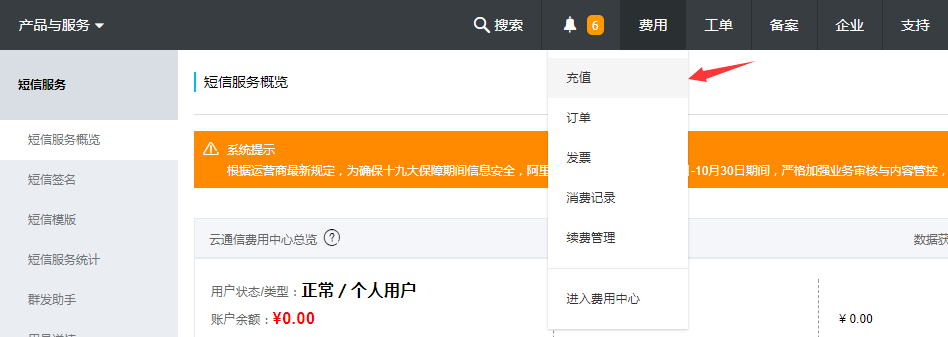 产品与服务
搜索
6
费用
工单
备案
企业
支持
短信服务
短信服务概览
短信签名
短信模版
短信服务统计
群发助手
短信服务概览
系统提示
根据运营商最新规定，为确保十九大保障期间信息安全，阿里
-10月30日期间，严格加强业务审核与内容管控，
云通信费用中心总览 ?
数据获
用户状态/类型：正常 / 个人用户
账户余额：¥0.00
¥ 0.00
充值
订单
发票
消费记录
续费管理
进入费用中心